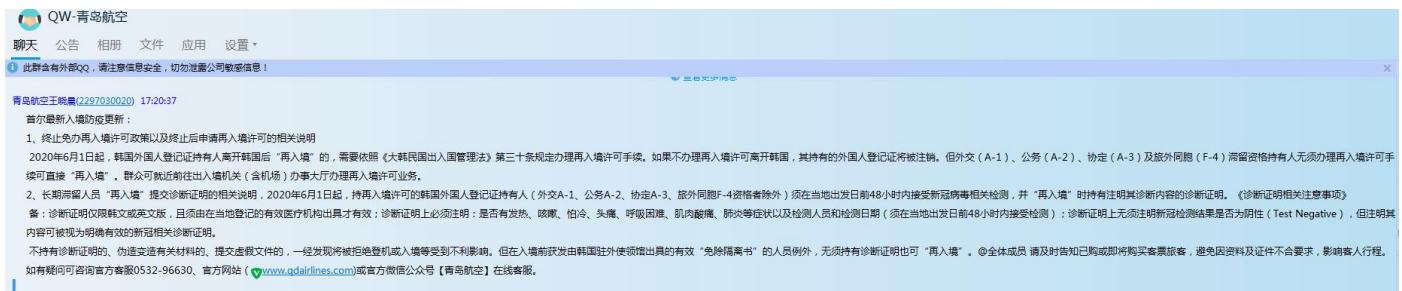 QW-青岛航空
聊天 公告 相册 文件 应用 设置
此群含有外部QQ，请注意信息安全，切勿泄露公司敏感信息！
查看更多消息
青岛航空王晓晨(2297030020) 17:20:37
首尔最新入境防疫更新：
1、终止免办再入境许可政策以及终止后申请再入境许可的相关说明
2020年6月1日起，韩国外国人登记证持有人离开韩国后“再入境”的，需要依照《大韩民国出入国管理法》第三十条规定办理再入境许可手续。如果不办理再入境许可离开韩国，其持有的外国人登记证将被注销。但外交（A-1）、公务（A-2）、协定（A-3）及旅外同胞（F-4）滞留资格持有人无须办理再入境许可手
续可直接“再入境”。群众可就近前往出入境机关（含机场）办事大厅办理再入境许可业务。
2、长期滞留人员“再入境”提交诊断证明的相关说明，2020年6月1日起，持再入境许可的韩国外国人登记证持有人（外交A-1、公务A-2、协定A-3、旅外同胞F-4资格者除外）须在当地出发日前48小时内接受新冠病毒相关检测，并“再入境”时持有注明其诊断内容的诊断证明。《诊断证明相关注意事项》
备：诊断证明仅限韩文或英文版，且须由在当地登记的有效医疗机构出具才有效；诊断证明上必须注明：是否有发热、咳嗽、怕冷、头痛、呼吸困难、肌肉酸痛、肺炎等症状以及检测人员和检测日期（须在当地出发日前48小时内接受检测）；诊断证明上无须注明新冠检测结果是否为阴性（Test Negative），但注明其
内容可被视为明确有效的新冠相关诊断证明。
不持有诊断证明的、伪造变造有关材料的、提交虚假文件的，一经发现将被拒绝登机或入境等受到不利影响。但在入境前获发由韩国驻外使领馆出具的有效“免除隔离书”的人员例外，无须持有诊断证明也可“再入境”。@全体成员 请及时告知已购或即将购买客票旅客，避免因资料及证件不合要求，影响客人行程。
如有疑问可咨询官方客服0532-96630、官方网站（www.qdairlines.com)或官方微信公众号【青岛航空】在线客服。